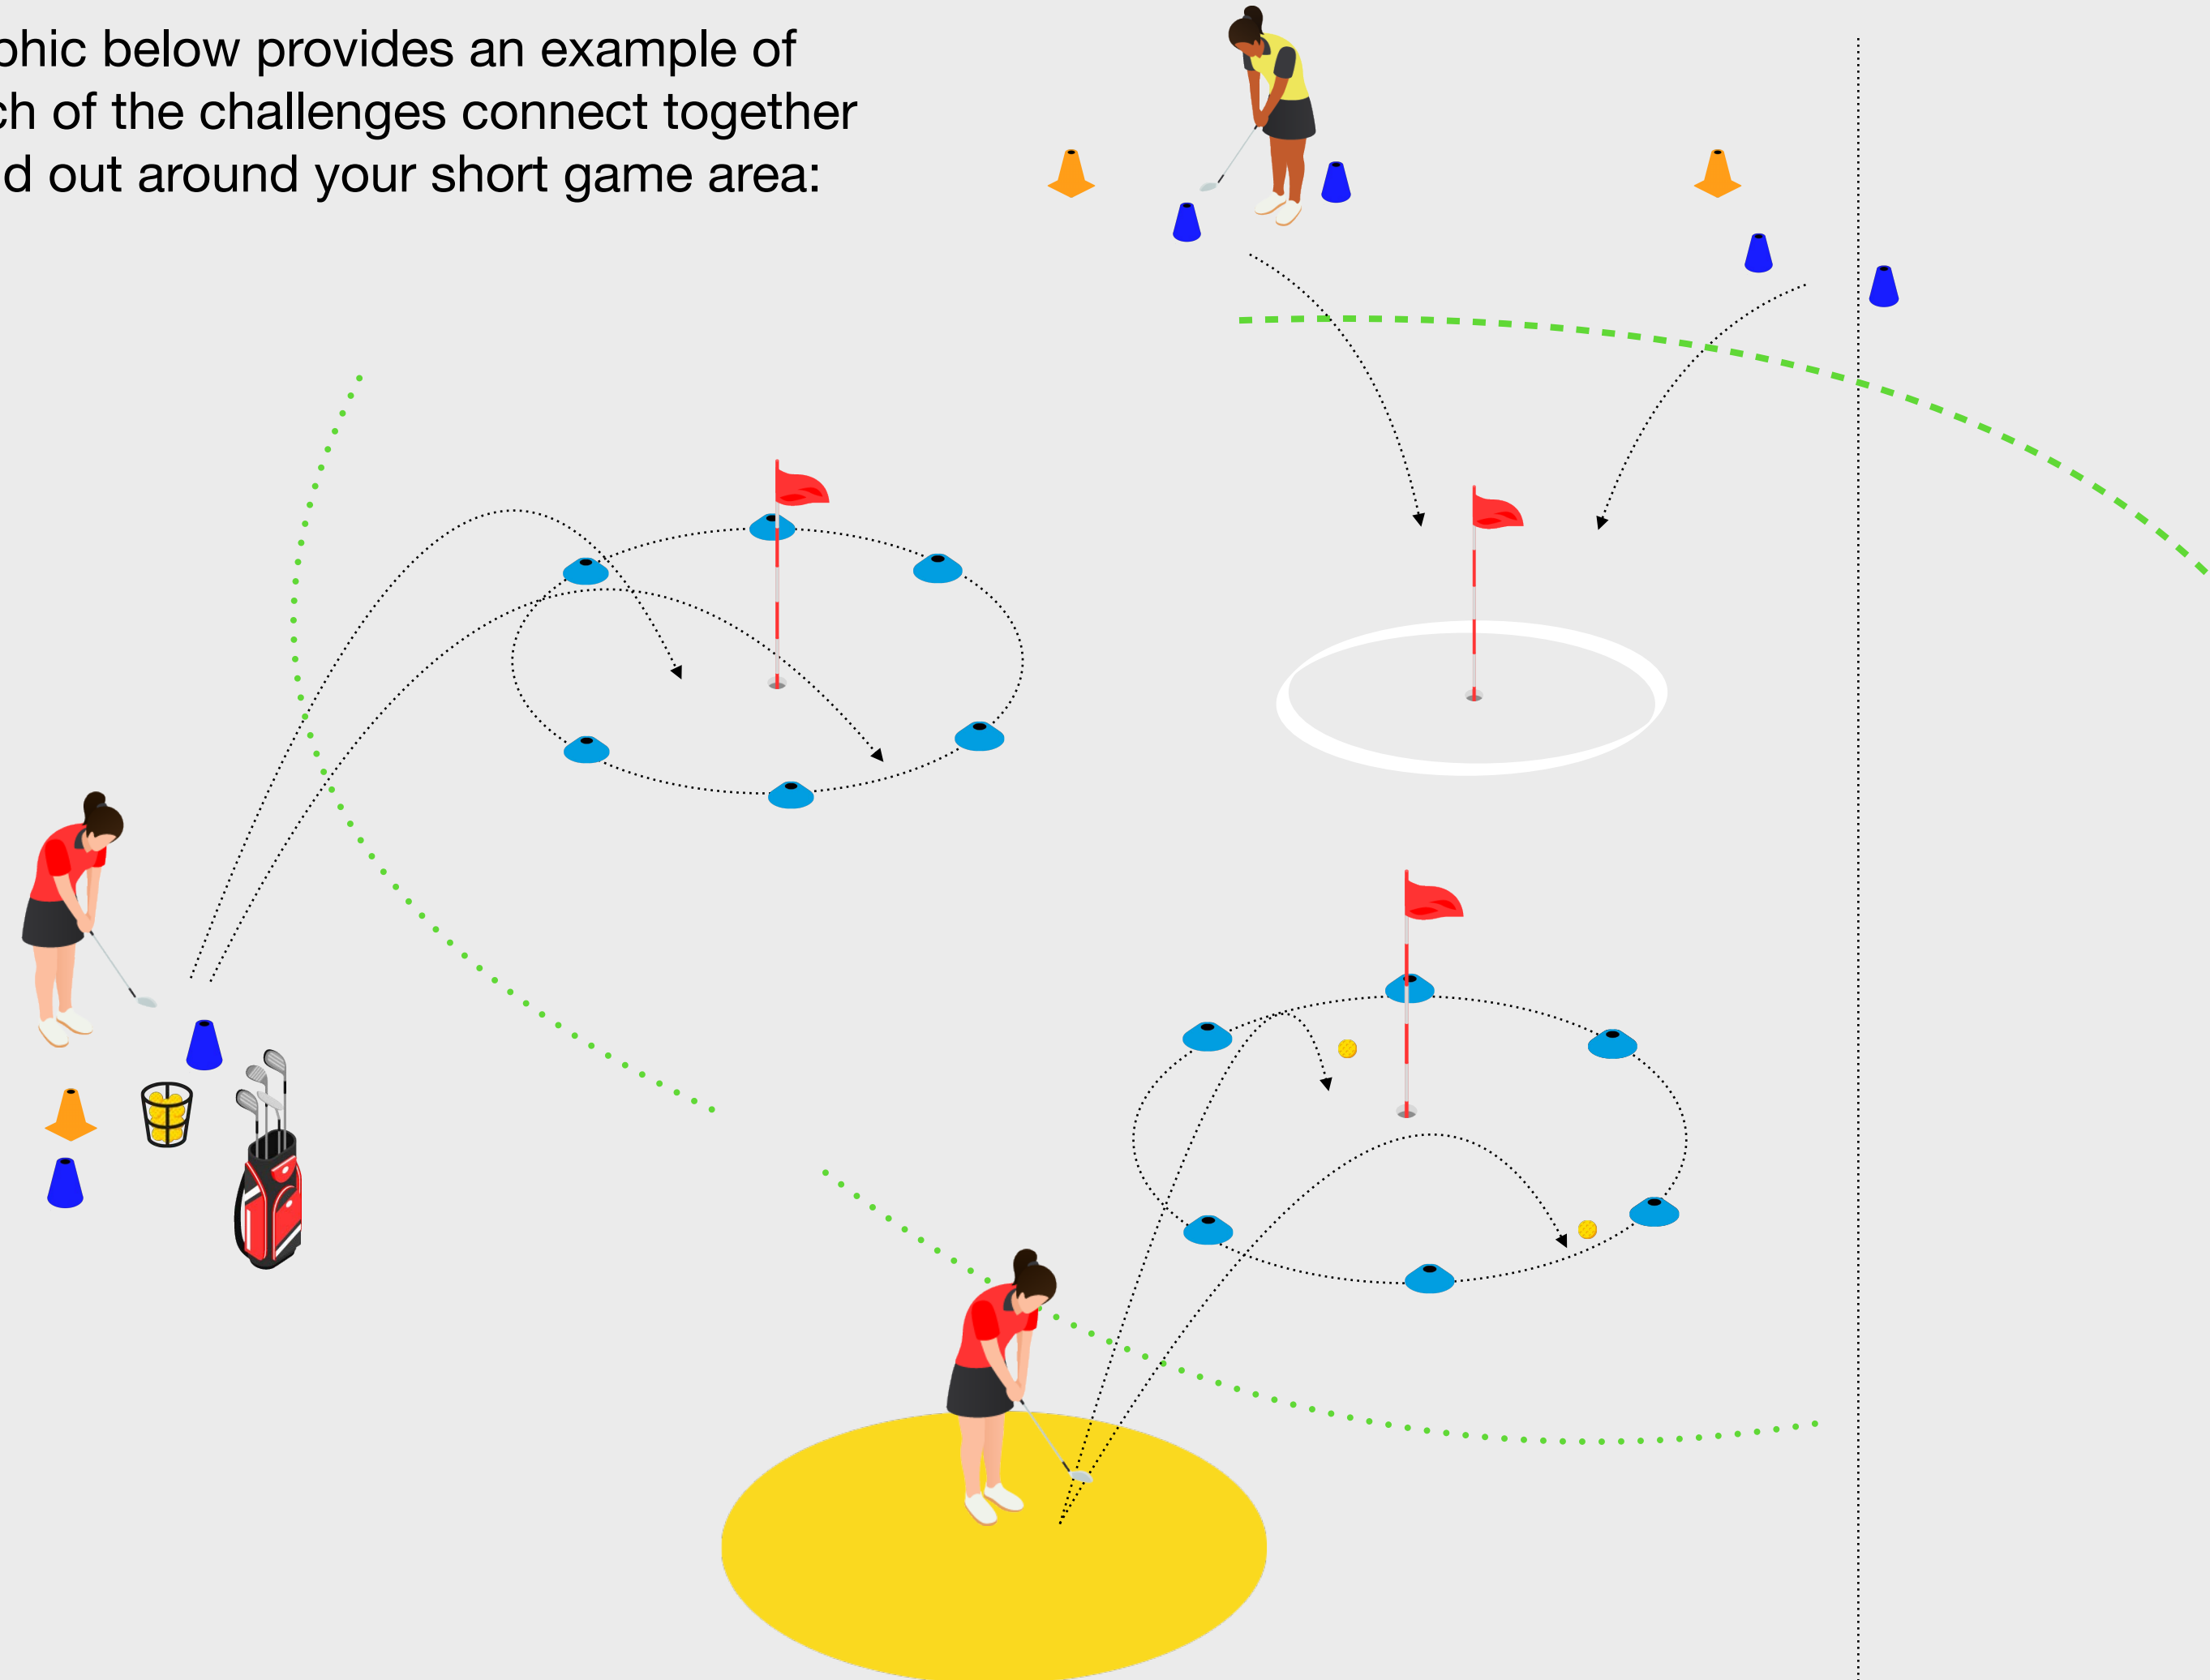 phic below provides an example of
ch of the challenges connect together
d out around your short game area: